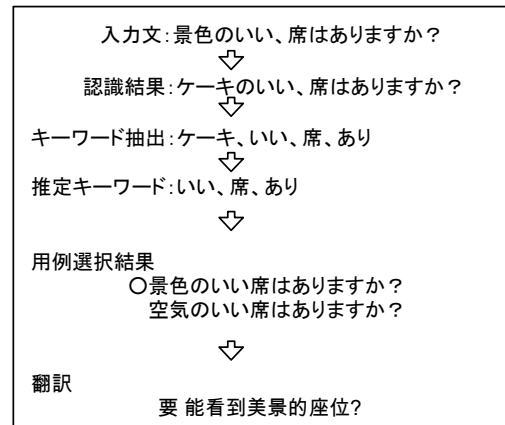 入力文：景色のいい、席はありますか？
認識結果：ケーキのいい、席はありますか？
キーワード抽出：ケーキ、いい、席、あり
推定キーワード：いい、席、あり
用例選択結果
○景色のいい席はありますか？
空気のいい席はありますか？
翻訳
要 能看到美景的座位?